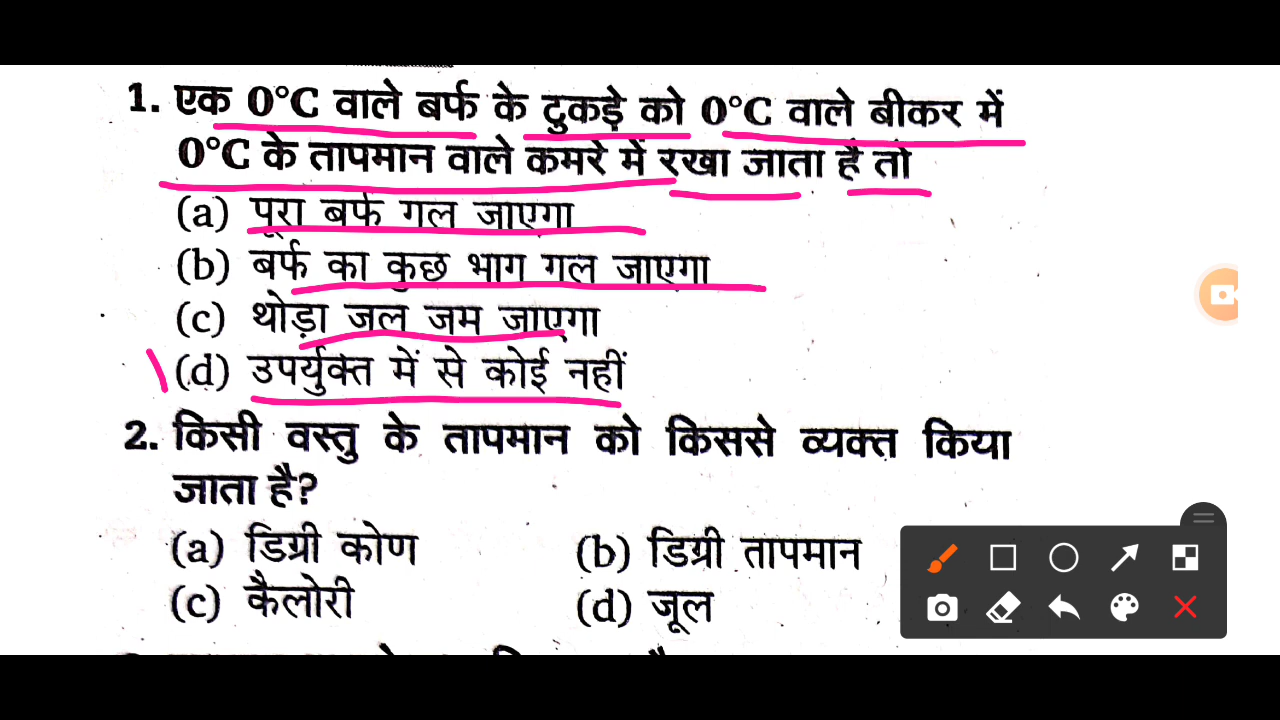 1. एक 0°C वाले बर्फ के टुकड़े को 0°C वाले बीकर में
0°C के तापमान वाले कमरे में रखा जाता है तो
(a) पूरा बर्फ गल जाएगा
(b) बर्फ का कुछ भाग गल जाएगा
(c) थोड़ा जल जम जाएगा
(d) उपर्युक्त में से कोई नहीं
2. किसी वस्तु के तापमान को किससे व्यक्त किया
जाता है?
(a) डिग्री कोण (b) डिग्री तापमान
(c) कैलोरी (d) जूल